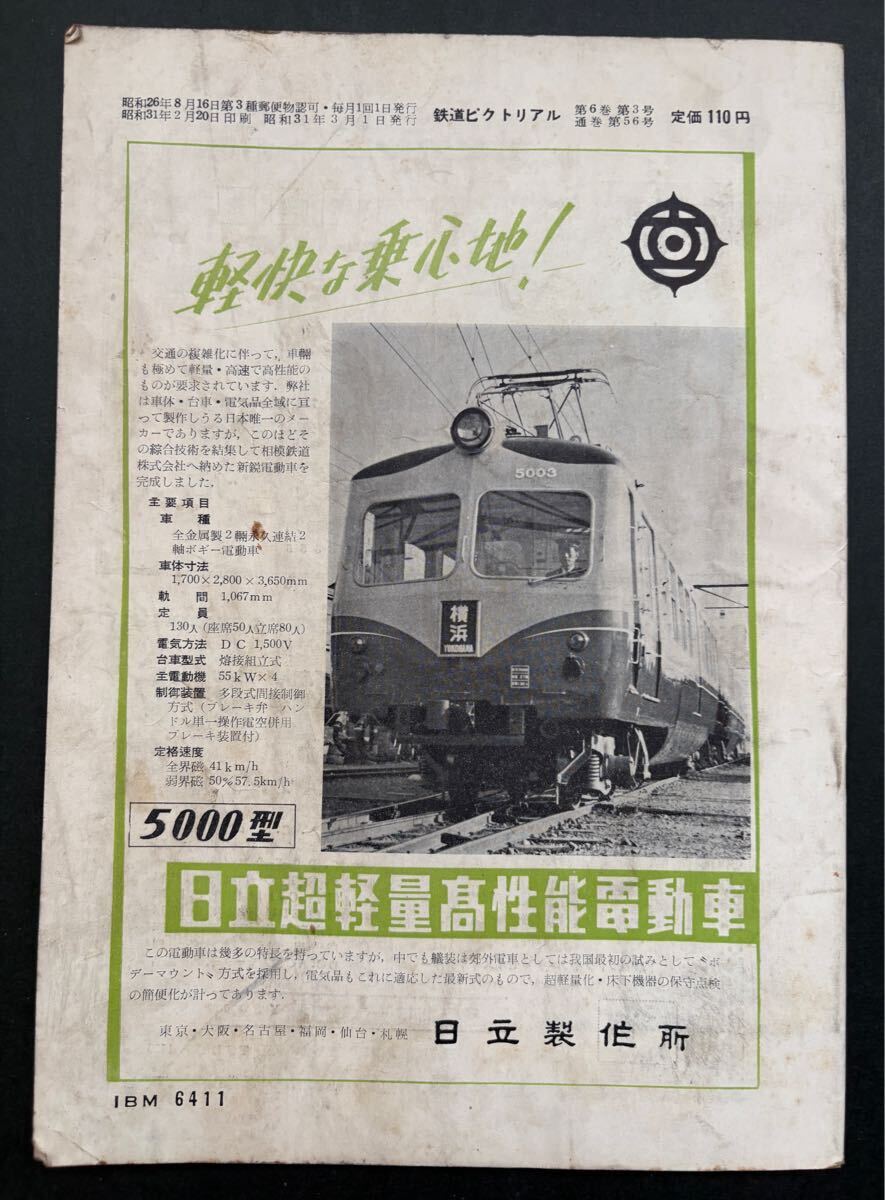 昭和26年8月16日第3種郵便物認可・毎月1回1日発行
昭和31年2月20日印刷 昭和31年3月1日発行
鉄道ピクトリアル
第6巻 第3号
通巻 第56号
定価110円
軽快な乗心地!
交通の複雑化に伴って,車輛
も極めて軽量・高速で高性能の
ものが要求されています.弊社
は車体・台車・電気品全域に亘
って製作しうる日本唯一のメー
カーでありますが,このほどそ
の綜合技術を結集して相模鉄道
株式会社へ納めた新鋭電動車を
完成しました.
主要項目
車種
全金属製2輛永久連結2
軸ボギー電動車
車体寸法
1,700×2,800×3,650mm
軌間 1,067mm
定員
130人(座席50人立席80人)
電気方法 DC 1,500V
台車型式 熔接組立式
主電動機 55kW×4
制御装置 多段式間接制御
方式(ブレーキ弁 ハン
ドル単一操作電空併用
ブレーキ装置付)
定格速度
全界磁 41km/h
弱界磁 50%57.5km/h
5000型
5003
横浜
YOKOHAMA
日立超軽量高性能電動車
この電動車は幾多の特長を持っていますが,中でも艤装は郊外電車としては我国最初の試みとして〝ボ
デーマウント〟方式を採用し,電気品もこれに適応した最新式のもので,超軽量化・床下機器の保守点検
の簡便化が計ってあります.
東京・大阪・名古屋・福岡・仙台・札幌
日立製作所
IBM 6411